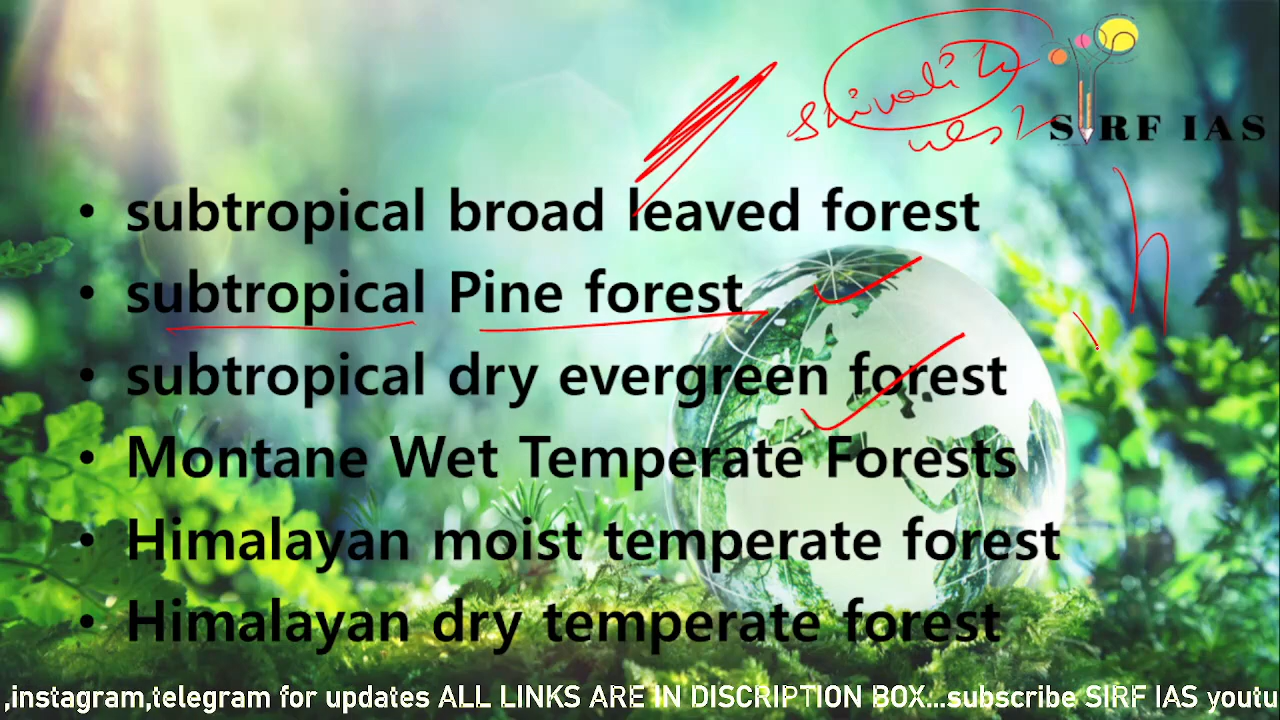 Shivalik
west
SIRF IAS
• subtropical broad leaved forest
• subtropical Pine forest
• subtropical dry evergreen forest
• Montane Wet Temperate Forests
• Himalayan moist temperate forest
• Himalayan dry temperate forest
,instagram,telegram for updates ALL LINKS ARE IN DISCRIPTION BOX...subscribe SIRF IAS youtu